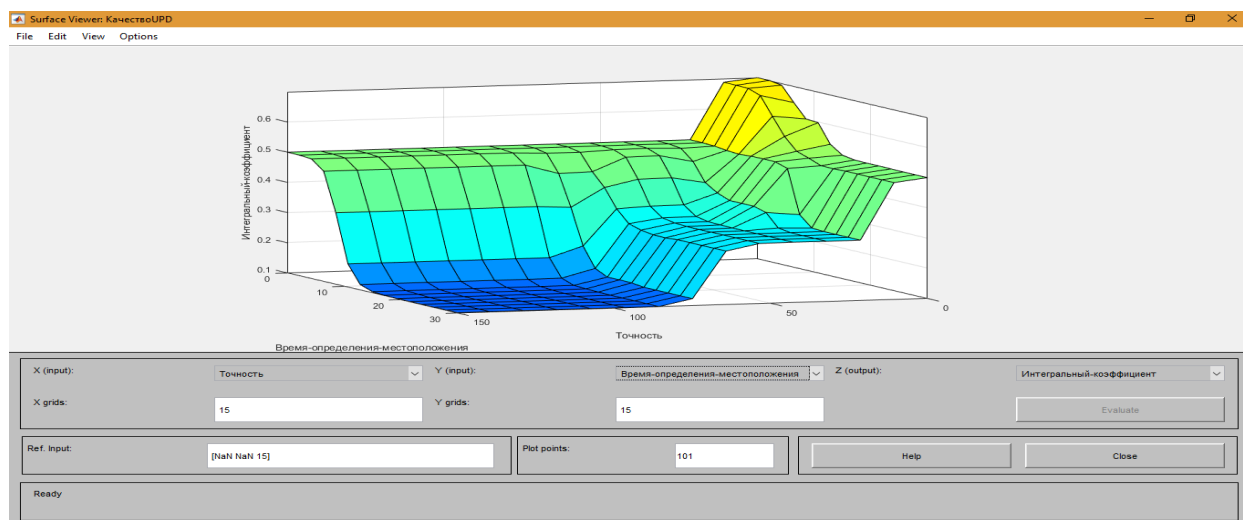 Surface Viewer: КачествоUPD
File Edit View Options
Интегральный-коэффициент
0.6
0.5
0.4
0.3
0.2
0.1
0
10
20
30
150
100
50
0
Точность
Время-определения-местоположения
X (input): Точность Y (input): Время-определения-местоположения Z (output): Интегральный-коэффициент
X grids: 15 Y grids: 15 Evaluate
Ref. Input: [NaN NaN 15] Plot points: 101 Help Close
Ready